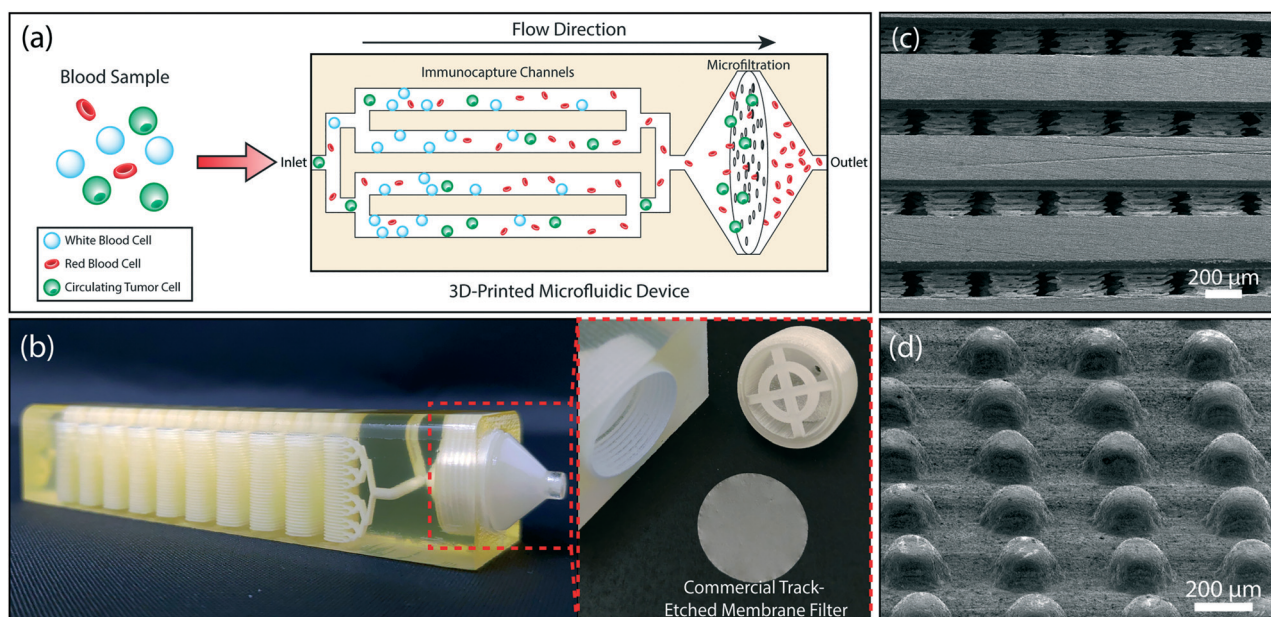 (a)
Flow Direction
Blood Sample
Immunocapture Channels
Microfiltration
Inlet
Outlet
White Blood Cell
Red Blood Cell
Circulating Tumor Cell
3D-Printed Microfluidic Device
(b)
Commercial Track-
Etched Membrane Filter
(c)
200 µm
(d)
200 µm